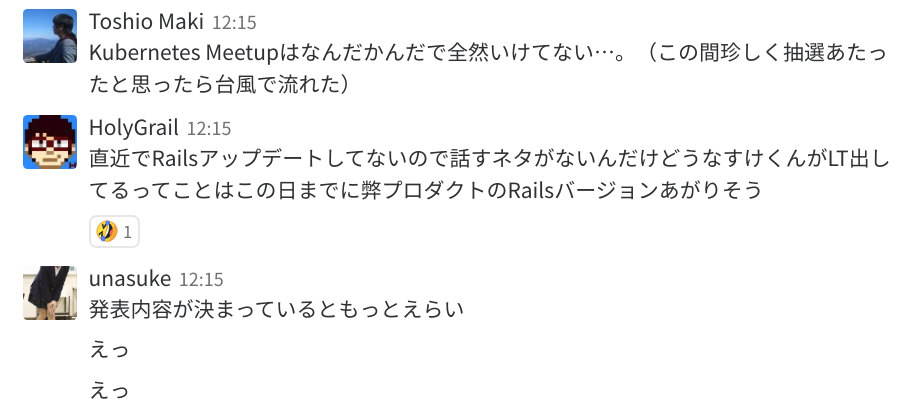 Toshio Maki 12:15
Kubernetes Meetupはなんだかんだで全然いけてない…。（この間珍しく抽選あたっ
たと思ったら台風で流れた）
HolyGrail 12:15
直近でRailsアップデートしてないので話すネタがないんだけどうなすけくんがLT出し
てるってことはこの日までに弊プロダクトのRailsバージョンあがりそう
1
unasuke 12:15
発表内容が決まっているともっとえらい
えっ
えっ